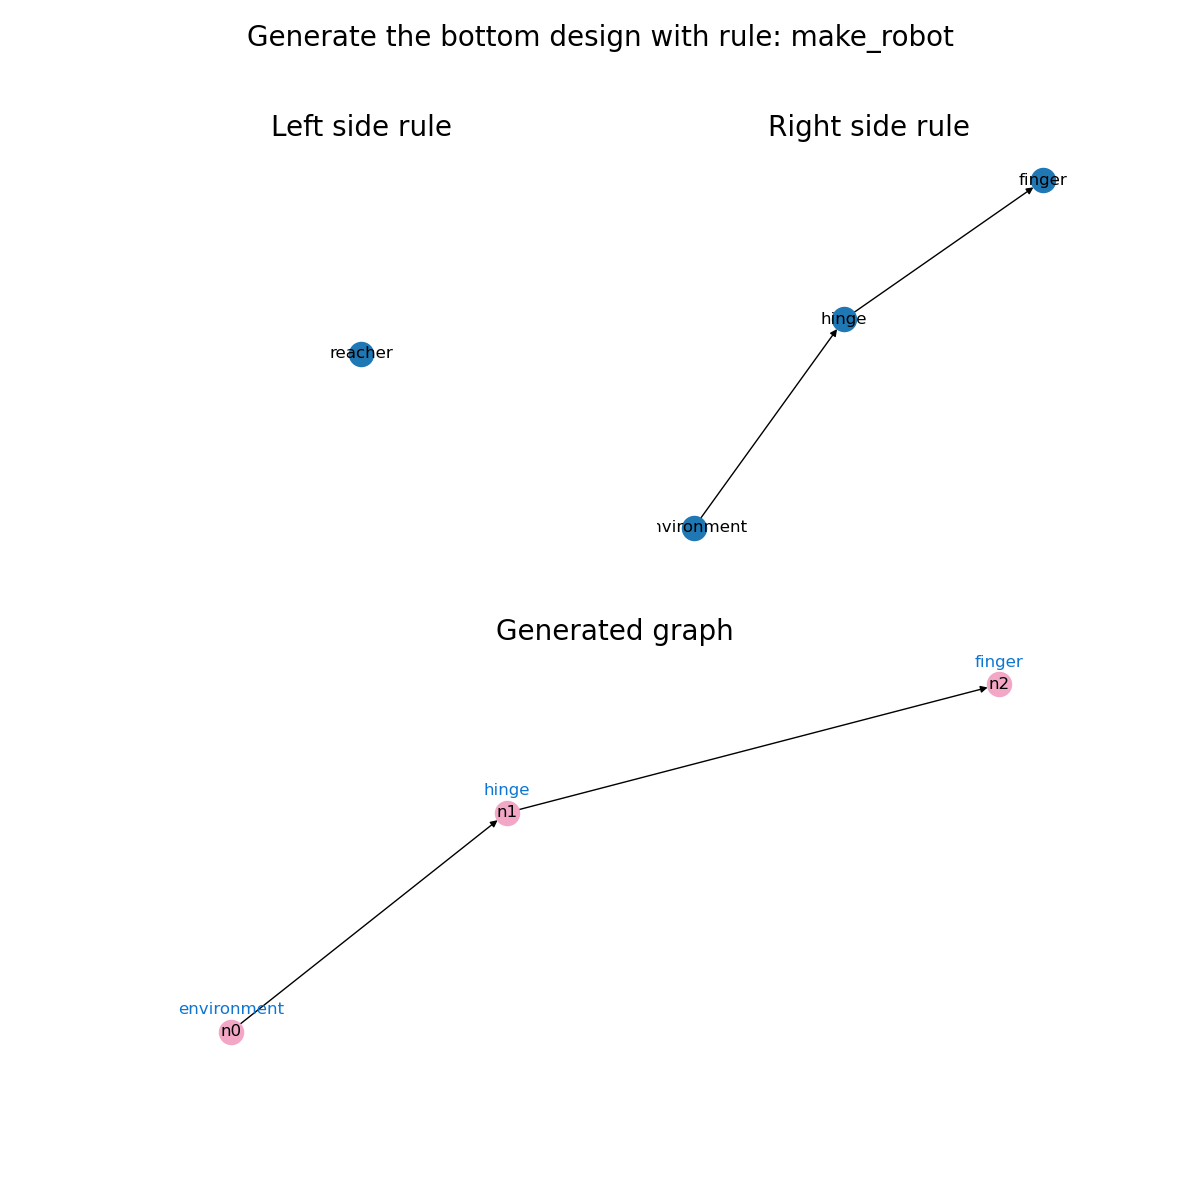 Generate the bottom design with rule: make_robot
Left side rule
Right side rule
finger
hinge
reacher
nvironment
Generated graph
finger
n2
hinge
n1
environment
n0